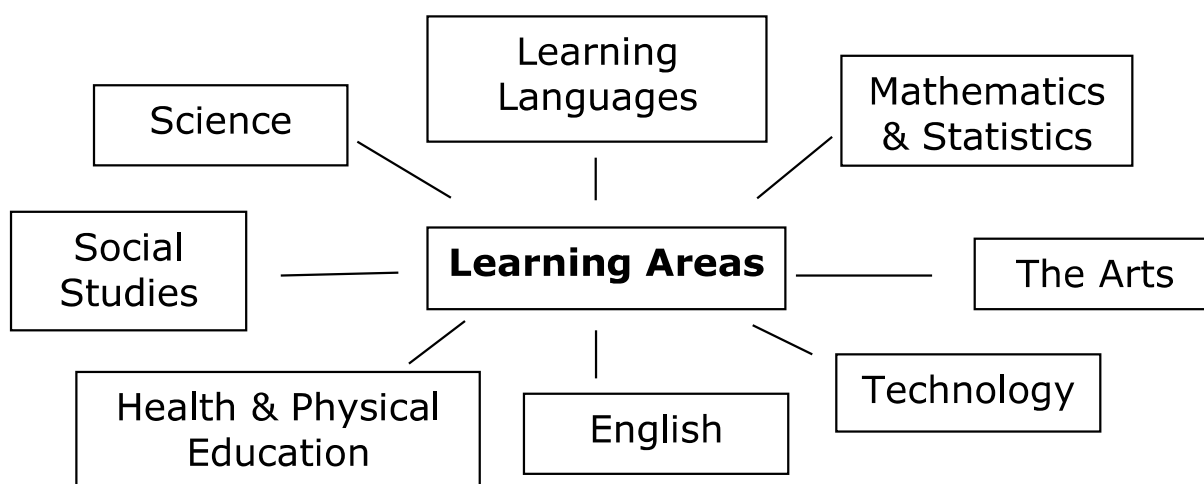 Learning
Languages
Mathematics
& Statistics
Science
Social
Studies
Learning Areas
The Arts
Technology
Health & Physical
Education
English